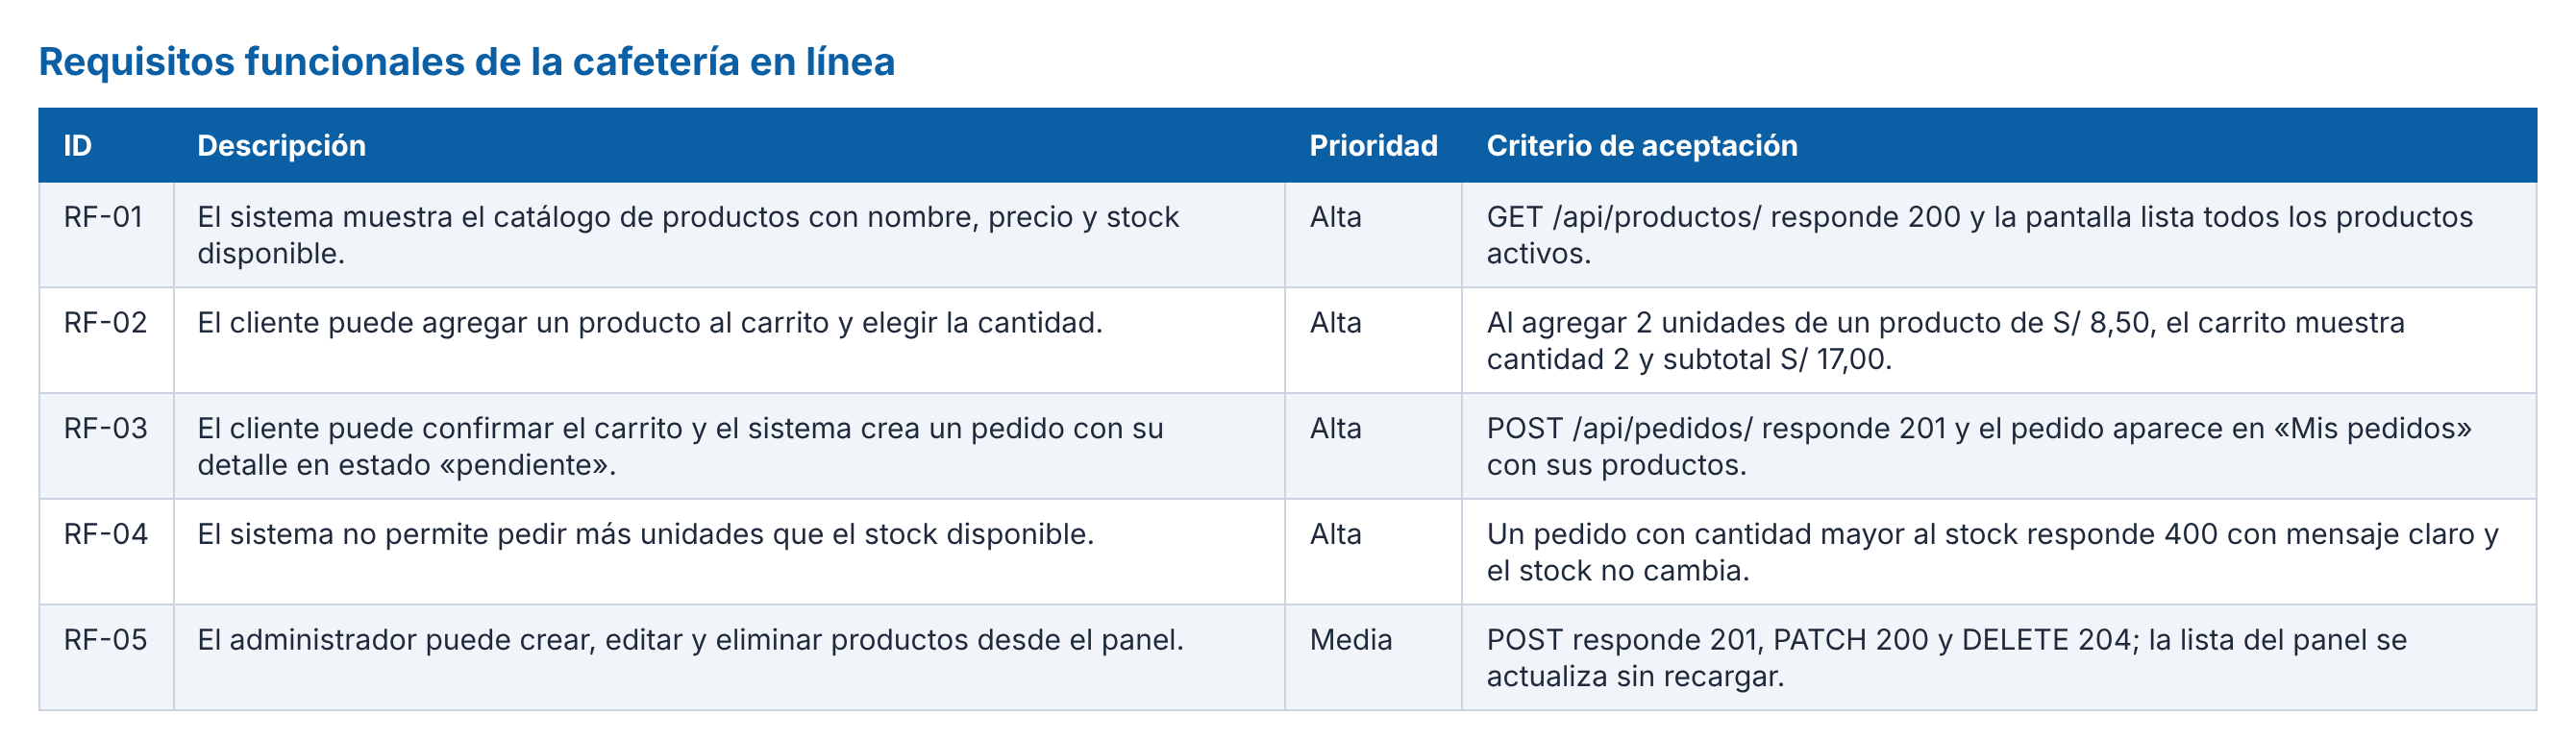 Requisitos funcionales de la cafetería en línea
ID Descripción Prioridad Criterio de aceptación
RF-01 El sistema muestra el catálogo de productos con nombre, precio y stock disponible. Alta GET /api/productos/ responde 200 y la pantalla lista todos los productos activos.
RF-02 El cliente puede agregar un producto al carrito y elegir la cantidad. Alta Al agregar 2 unidades de un producto de S/ 8,50, el carrito muestra cantidad 2 y subtotal S/ 17,00.
RF-03 El cliente puede confirmar el carrito y el sistema crea un pedido con su detalle en estado «pendiente». Alta POST /api/pedidos/ responde 201 y el pedido aparece en «Mis pedidos» con sus productos.
RF-04 El sistema no permite pedir más unidades que el stock disponible. Alta Un pedido con cantidad mayor al stock responde 400 con mensaje claro y el stock no cambia.
RF-05 El administrador puede crear, editar y eliminar productos desde el panel. Media POST responde 201, PATCH 200 y DELETE 204; la lista del panel se actualiza sin recargar.